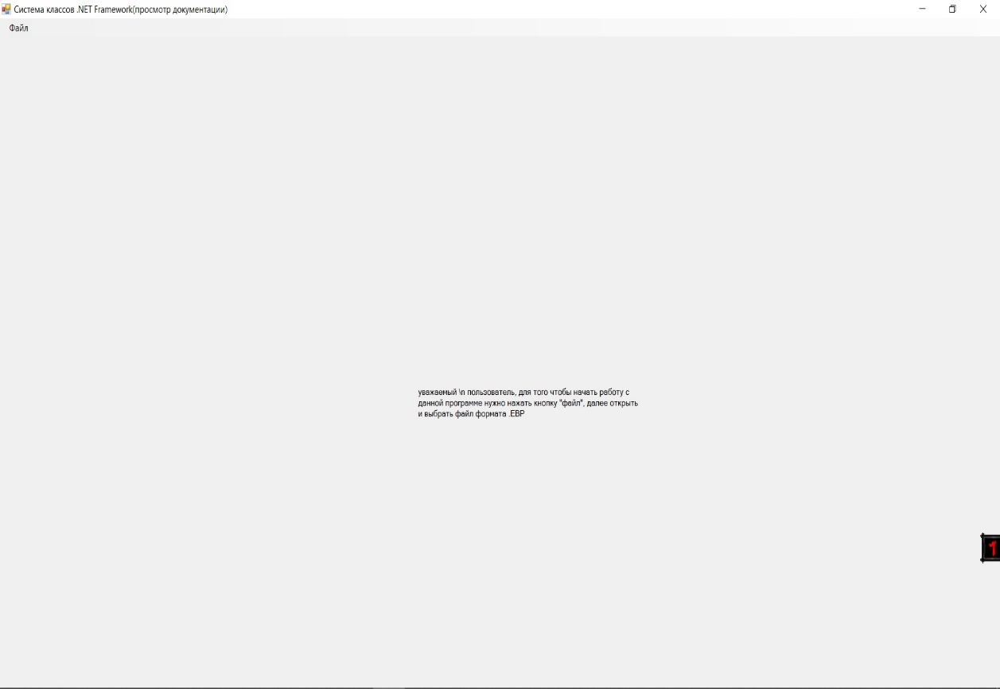 Система классов .NET Framework(просмотр документации)
Файл
уважаемый \n пользователь, для того чтобы начать работу с
данной программе нужно нажать кнопку "файл", далее открыть
и выбрать файл формата .EBP
1